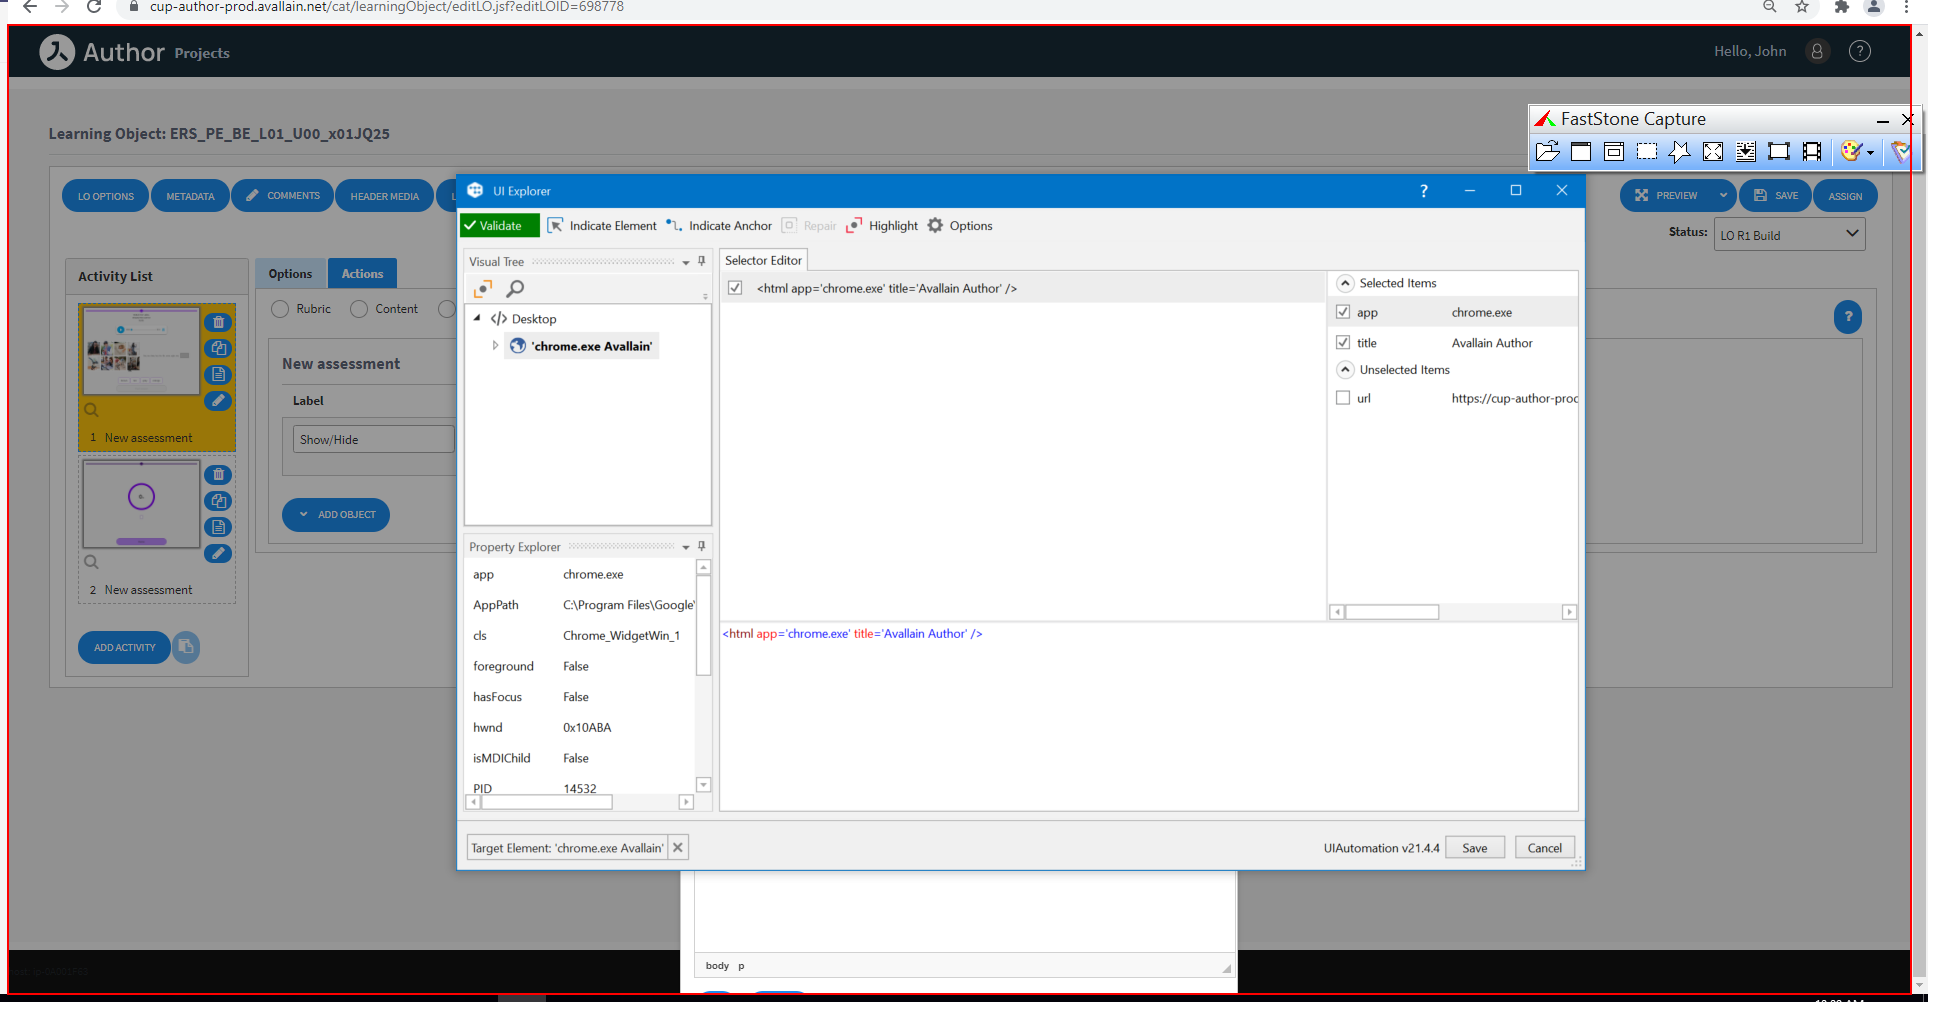 cup-author-prod.avallain.net/cat/learningObject/editLO.jsf?editLOID=698778
Author Projects
Hello, John
?
FastStone Capture
Learning Object: ERS_PE_BE_L01_U00_x01JQ25
LO OPTIONS
METADATA
COMMENTS
HEADER MEDIA
PREVIEW
SAVE
ASSIGN
Status:
LO R1 Build
Activity List
Options
Actions
Rubric
Content
?
New assessment
Label
Show/Hide
ADD OBJECT
1 New assessment
2 New assessment
ADD ACTIVITY
UI Explorer
?
Validate
Indicate Element
Indicate Anchor
Repair
Highlight
Options
Visual Tree
Desktop
'chrome.exe Avallain'
Property Explorer
app chrome.exe
AppPath C:\Program Files\Google\
cls Chrome_WidgetWin_1
foreground False
hasFocus False
hwnd 0x10ABA
isMDIChild False
PID 14532
Selector Editor
<html app='chrome.exe' title='Avallain Author' />
Selected Items
app chrome.exe
title Avallain Author
Unselected Items
url https://cup-author-prod
<html app='chrome.exe' title='Avallain Author' />
Target Element: 'chrome.exe Avallain'
UIAutomation v21.4.4
Save
Cancel
body p